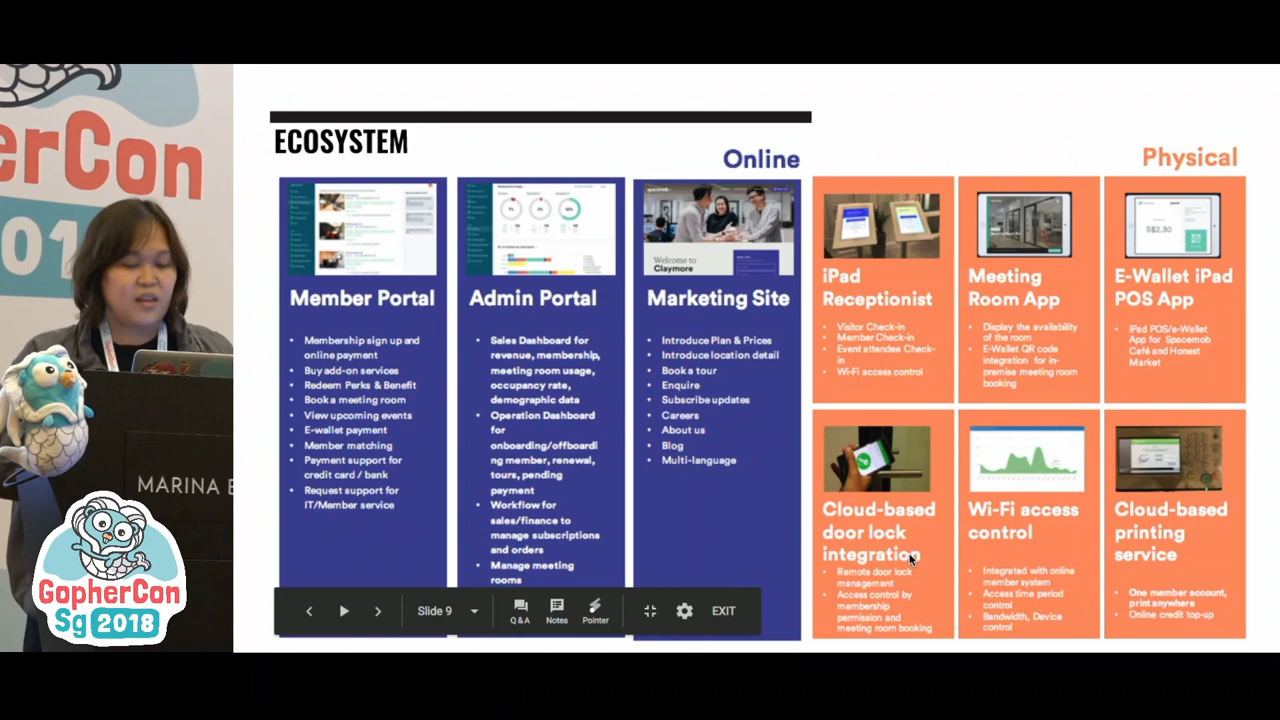 erCon
01
MARINA B
GopherCon
Sg 2018
ECOSYSTEM
Online
Physical
Member Portal
Membership sign up and
online payment
Buy add-on services
Redeem Perks & Benefit
Book a meeting room
View upcoming events
E-wallet payment
Member matching
Payment support for
credit card / bank
Request support for
IT/Member service
Admin Portal
Sales Dashboard for
revenue, membership,
meeting room usage,
occupancy rate,
demographic data
Operation Dashboard
for
onboarding/offboardi
ng member, renewal,
tours, pending
payment
Workflow for
sales/finance to
manage subscriptions
and orders
Manage meeting
rooms
Welcome to
Claymore
Marketing Site
Introduce Plan & Prices
Introduce location detail
Book a tour
Enquire
Subscribe updates
Careers
About us
Blog
Multi-language
iPad
Receptionist
Visitor Check-in
Member Check-in
Event attendee Check-
in
Wi-Fi access control
Meeting
Room App
Display the availability
of the room
E-Wallet QR code
integration for in-
premise meeting room
booking
S$2.30
E-Wallet iPad
POS App
iPad POS/e-Wallet
App for Spacemob
Café and Honest
Market
Cloud-based
door lock
integration
Remote door lock
management
Access control by
membership
permission and
meeting room booking
Wi-Fi access
control
Integrated with online
member system
Access time period
control
Bandwidth, Device
control
Cloud-based
printing
service
One member account,
print anywhere
Online credit top-up
Slide 9
Q & A
Notes
Pointer
EXIT